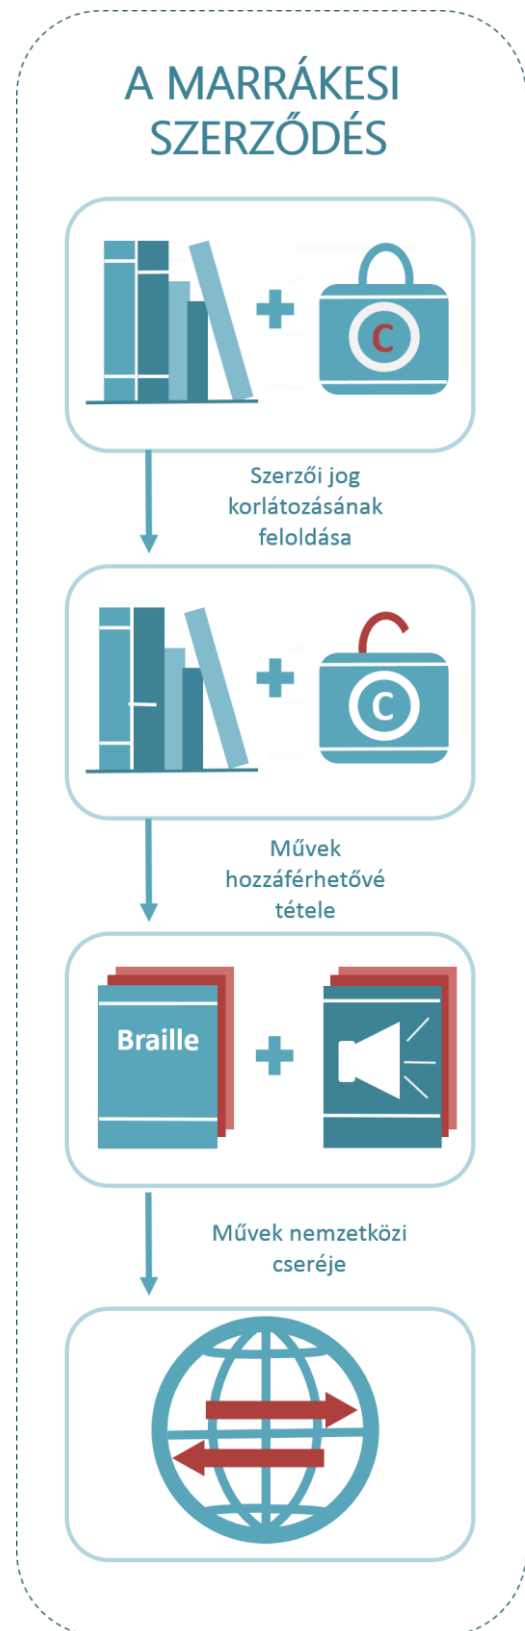 A MARRÁKESI
SZERZŐDÉS
C
Szerzői jog
korlátozásának
feloldása
C
Művek
hozzáférhetővé
tétele
Braille
Művek nemzetközi
cseréje